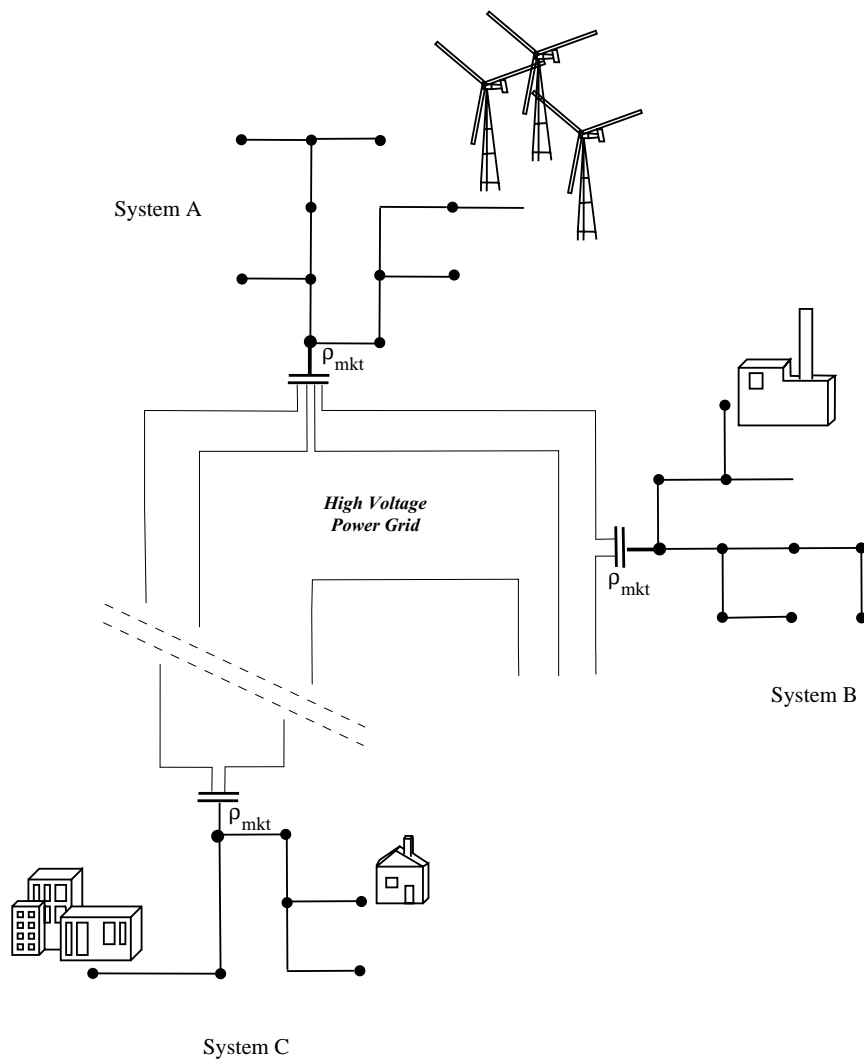 System A
ρmkt
High Voltage
Power Grid
ρmkt
System B
ρmkt
System C